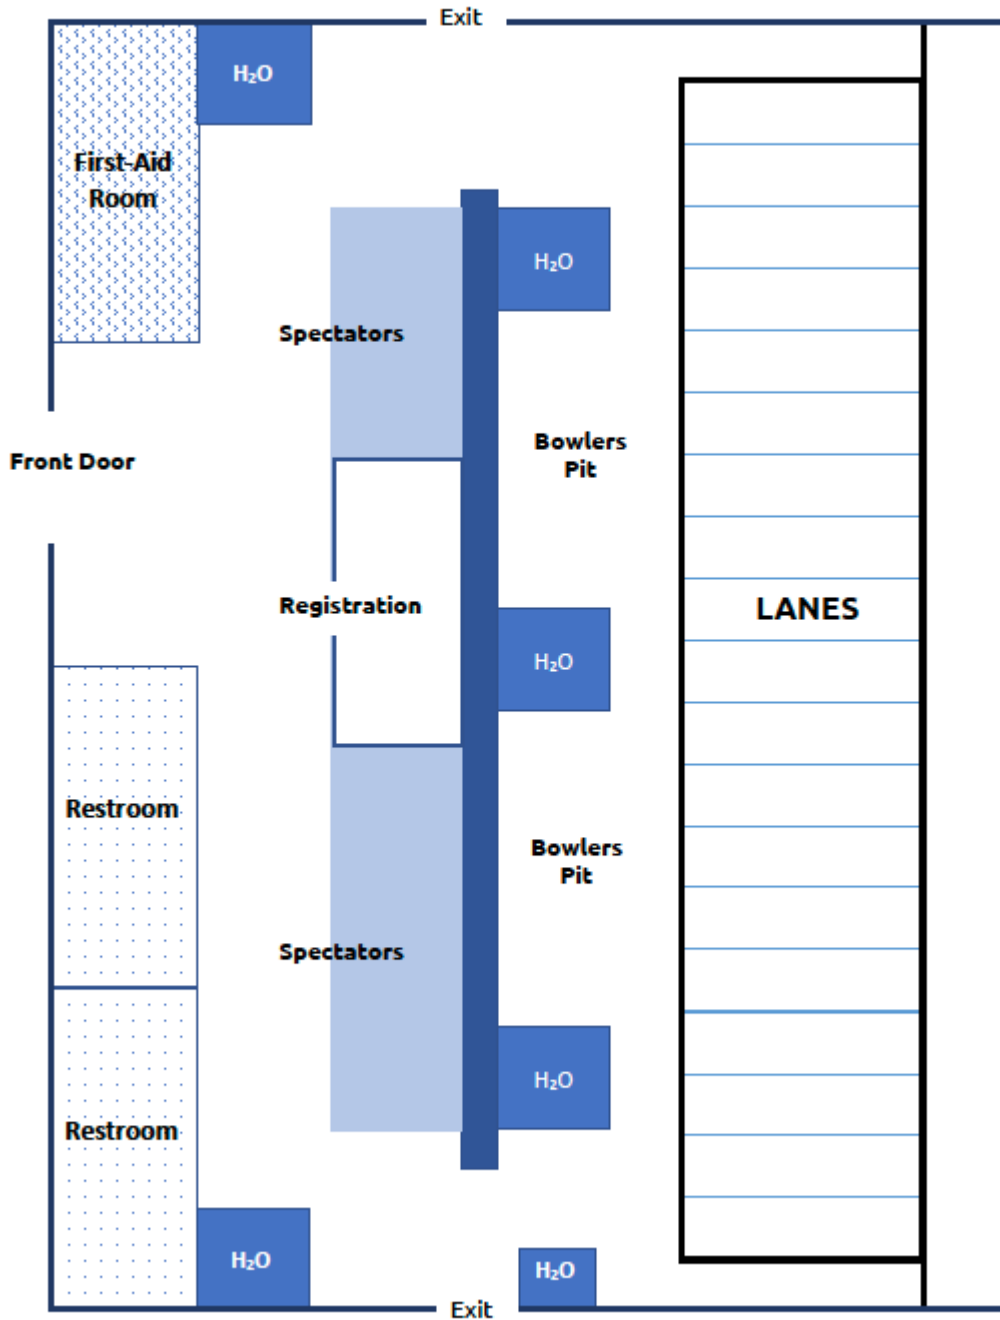 Exit
H₂O
First-Aid
Room
H₂O
Spectators
Bowlers
Pit
Front Door
Registration
LANES
H₂O
Restroom
Bowlers
Pit
Spectators
H₂O
Restroom
H₂O
H₂O
Exit